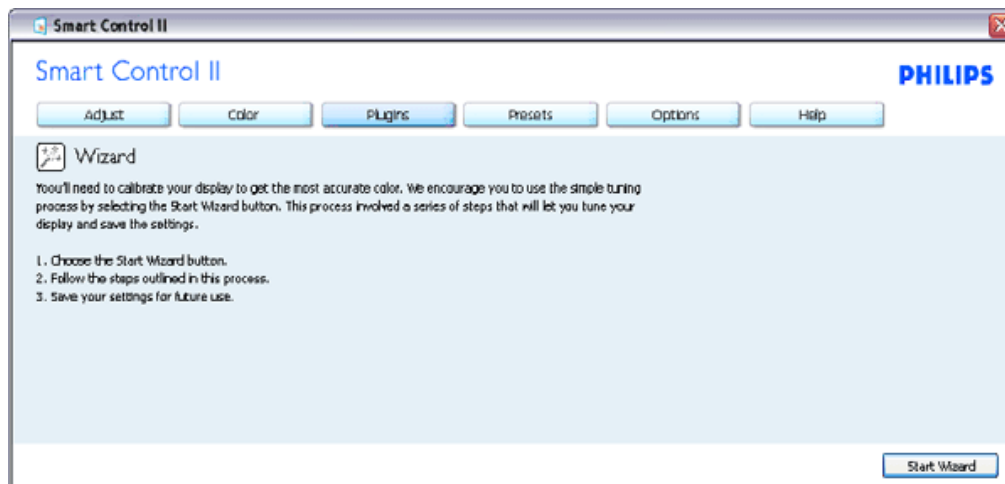 Smart Control II
Smart Control II
PHILIPS
Adjust Color Plugins Presets Options Help
Wizard
Yoou'll need to calibrate your display to get the most accurate color. We encourage you to use the simple tuning
process by selecting the Start Wizard button. This process involved a series of steps that will let you tune your
display and save the settings.
1. Choose the Start Wizard button.
2. Follow the steps outlined in this process.
3. Save your settings for future use.
Start Wizard